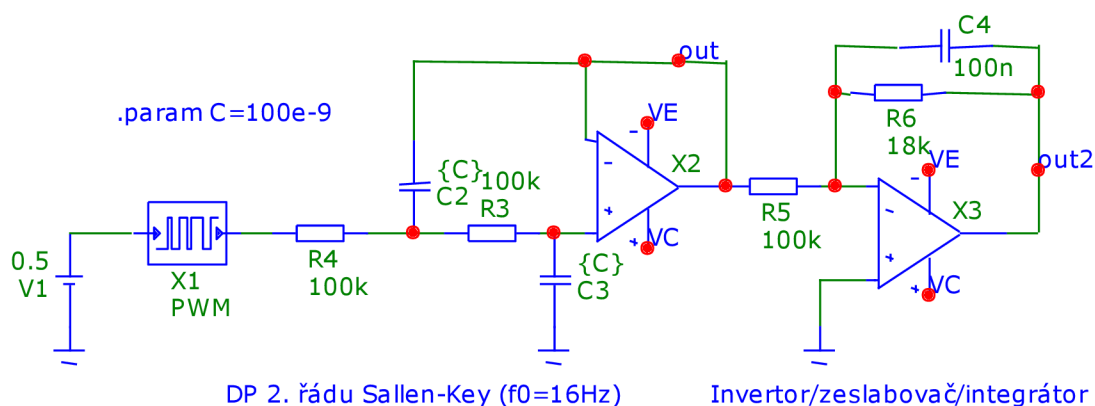 C4
100n
out
.param C=100e-9
R6
18k
VE
X2
VE
out2
{C}
100k
C2
R3
X3
R5
100k
VC
VC
0.5
V1
X1
PWM
R4
100k
{C}
C3
DP 2. řádu Sallen-Key (f0=16Hz)
Invertor/zeslabovač/integrátor